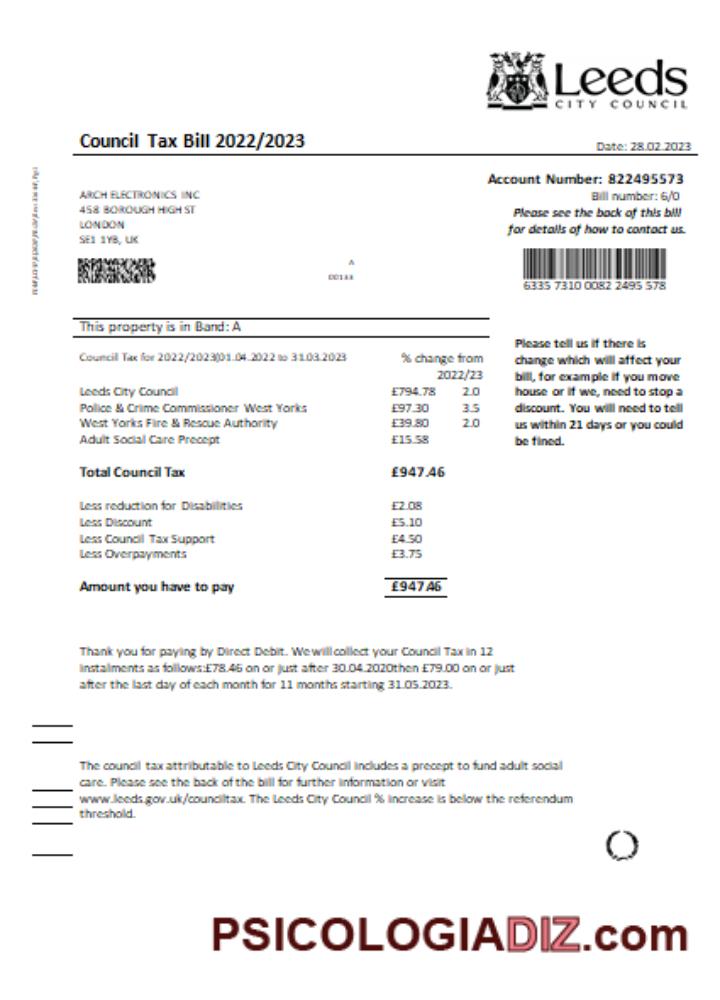 Leeds
CITY COUNCIL
Council Tax Bill 2022/2023
Date: 28.02.2023
Account Number: 822495573
Bill number: 6/0
Please see the back of this bill
for details of how to contact us.
ARCH ELECTRONICS INC
458 BOROUGH HIGH ST
LONDON
SE1 1YB, UK
A
00133
6335 7310 0082 2495 578
This property is in Band: A
Council Tax for 2022/2023(01.04.2022 to 31.03.2023 % change from
2022/23
Leeds City Council £794.78 2.0
Police & Crime Commissioner West Yorks £97.30 3.5
West Yorks Fire & Rescue Authority £39.80 2.0
Adult Social Care Precept £15.58
Total Council Tax £947.46
Less reduction for Disabilities £2.08
Less Discount £5.10
Less Council Tax Support £4.50
Less Overpayments £3.75
Amount you have to pay £947.46
Please tell us if there is
change which will affect your
bill, for example if you move
house or if we, need to stop a
discount. You will need to tell
us within 21 days or you could
be fined.
Thank you for paying by Direct Debit. We will collect your Council Tax in 12
instalments as follows:£78.46 on or just after 30.04.2020then £79.00 on or just
after the last day of each month for 11 months starting 31.05.2023.
The council tax attributable to Leeds City Council includes a precept to fund adult social
care. Please see the back of the bill for further information or visit
www.leeds.gov.uk/counciltax. The Leeds City Council % increase is below the referendum
threshold.
PSICOLOGIADIZ.com